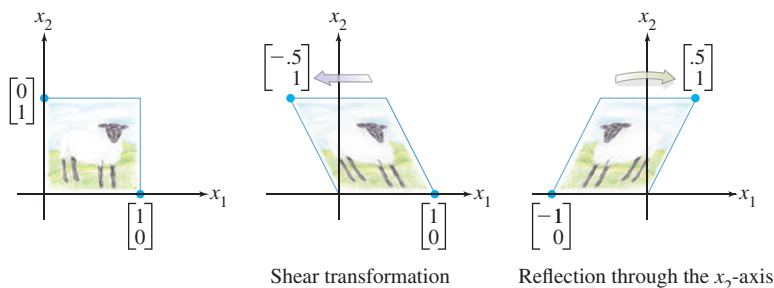 x2
[0
1]
[1
0]
x1
x2
[−.5
1]
[1
0]
x1
Shear transformation
x2
[.5
1]
[−1
0]
x1
Reflection through the x2-axis